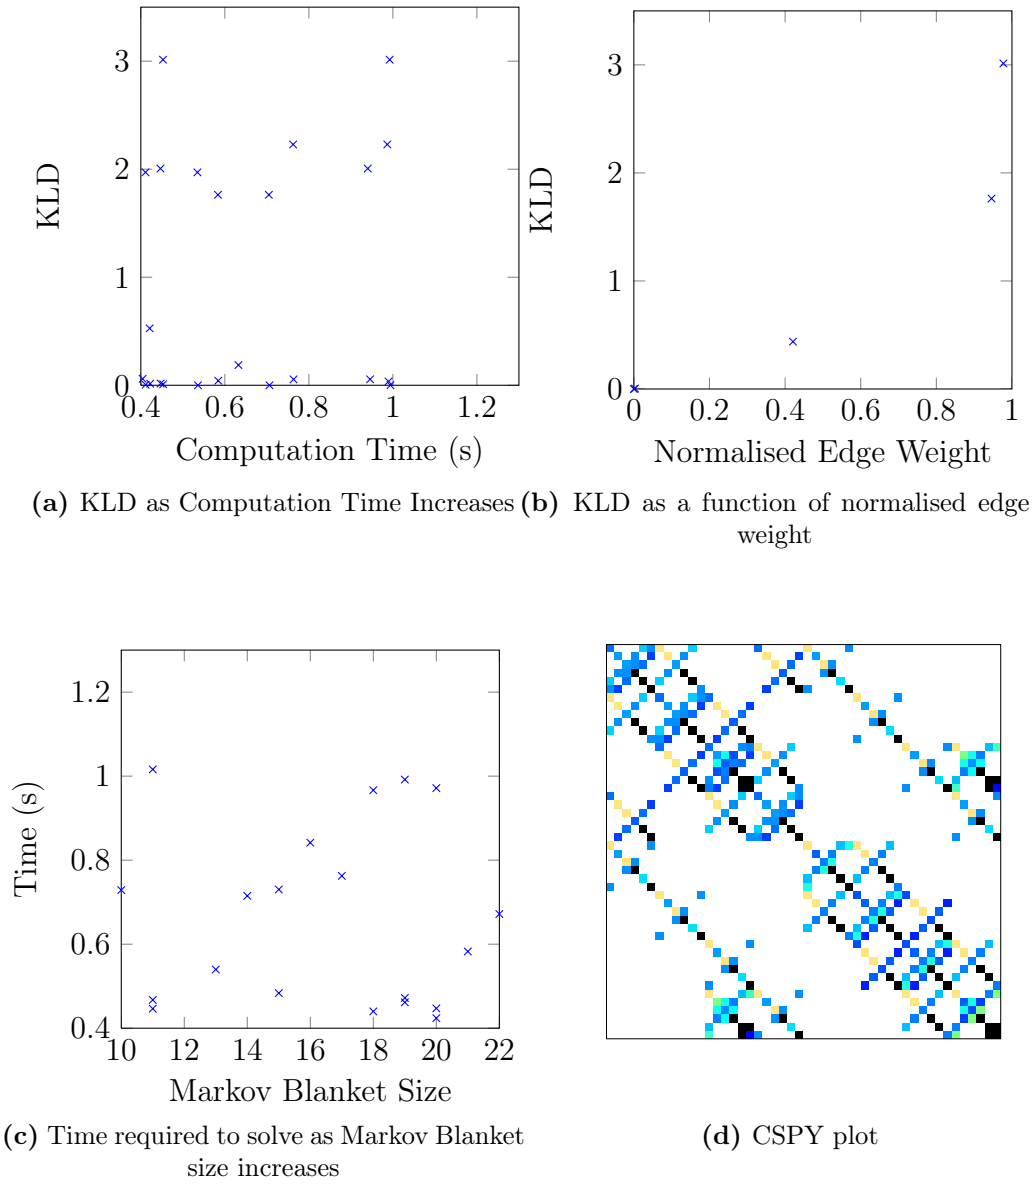 3
2
1
0
KLD
0.4
0.6
0.8
1
1.2
Computation Time (s)
(a) KLD as Computation Time Increases
3
2
1
0
KLD
0
0.2
0.4
0.6
0.8
1
Normalised Edge Weight
(b) KLD as a function of normalised edge
weight
1.2
1
0.8
0.6
0.4
Time (s)
10
12
14
16
18
20
22
Markov Blanket Size
(c) Time required to solve as Markov Blanket
size increases
(d) CSPY plot